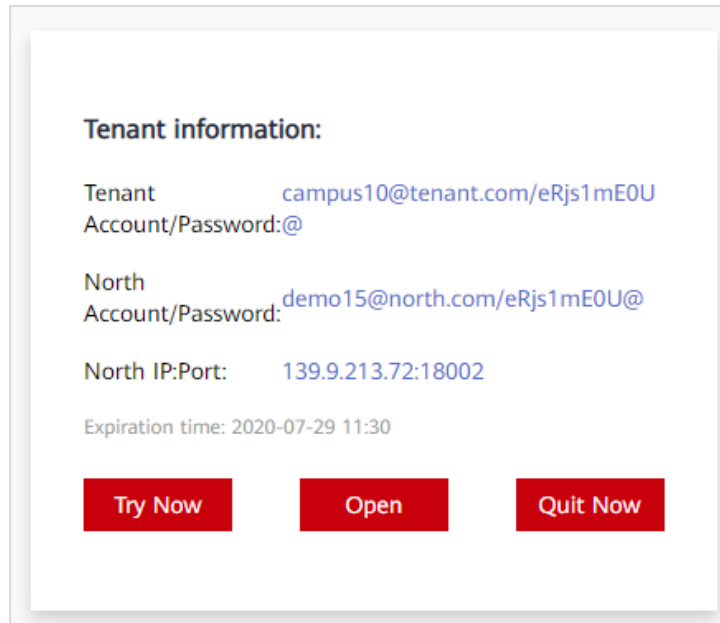 Tenant information:
Tenant campus10@tenant.com/eRjs1mE0U
Account/Password:@
North
Account/Password: demo15@north.com/eRjs1mE0U@
North IP:Port: 139.9.213.72:18002
Expiration time: 2020-07-29 11:30
Try Now Open Quit Now